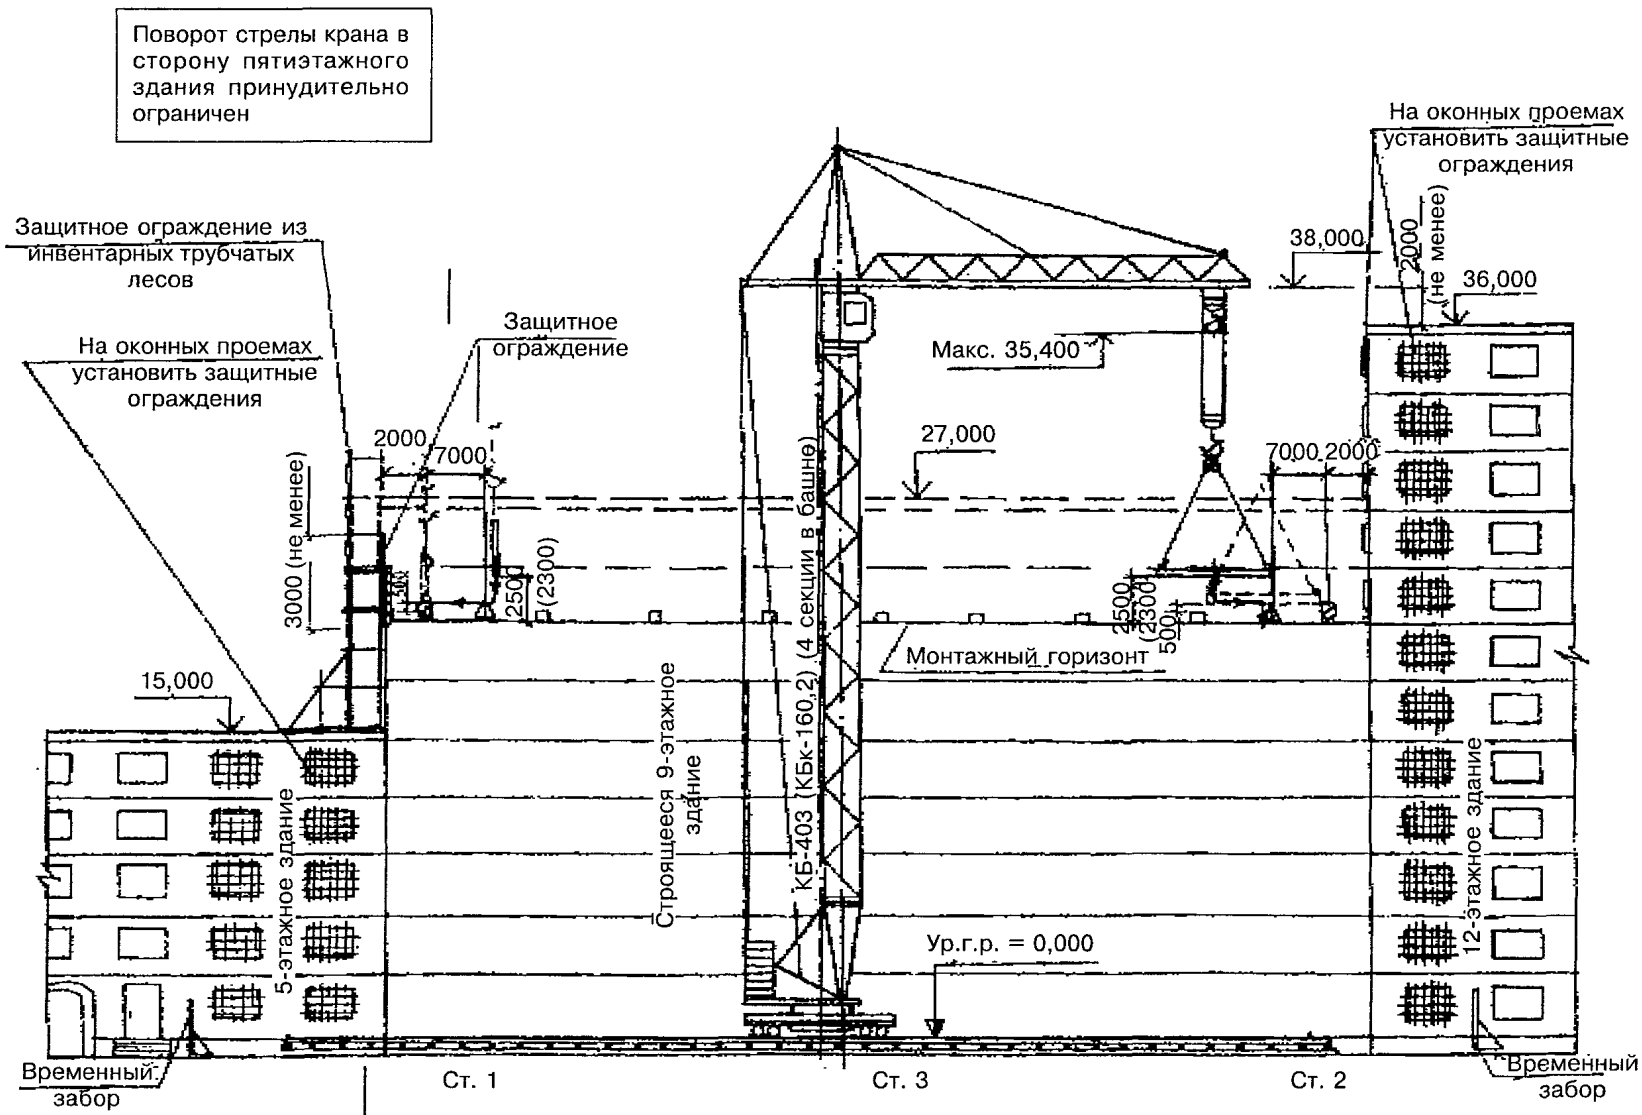 Поворот стрелы крана в
сторону пятиэтажного
здания принудительно
ограничен
На оконных проемах
установить защитные
ограждения
Защитное ограждение из
инвентарных трубчатых
лесов
На оконных проемах
установить защитные
ограждения
Защитное
ограждение
38,000
2000
(не менее)
36,000
Макс. 35,400
27,000
2000
7000
7000
2000
3000 (не менее)
2500
(2300)
2500
(2300)
500
Монтажный горизонт
15,000
Строящееся 9-этажное
здание
КБ-403 (КБк-160,2) (4 секции в башне)
5-этажное здание
12-этажное здание
Ур.г.р. = 0,000
Временный
забор
Ст. 1
Ст. 3
Ст. 2
Временный
забор